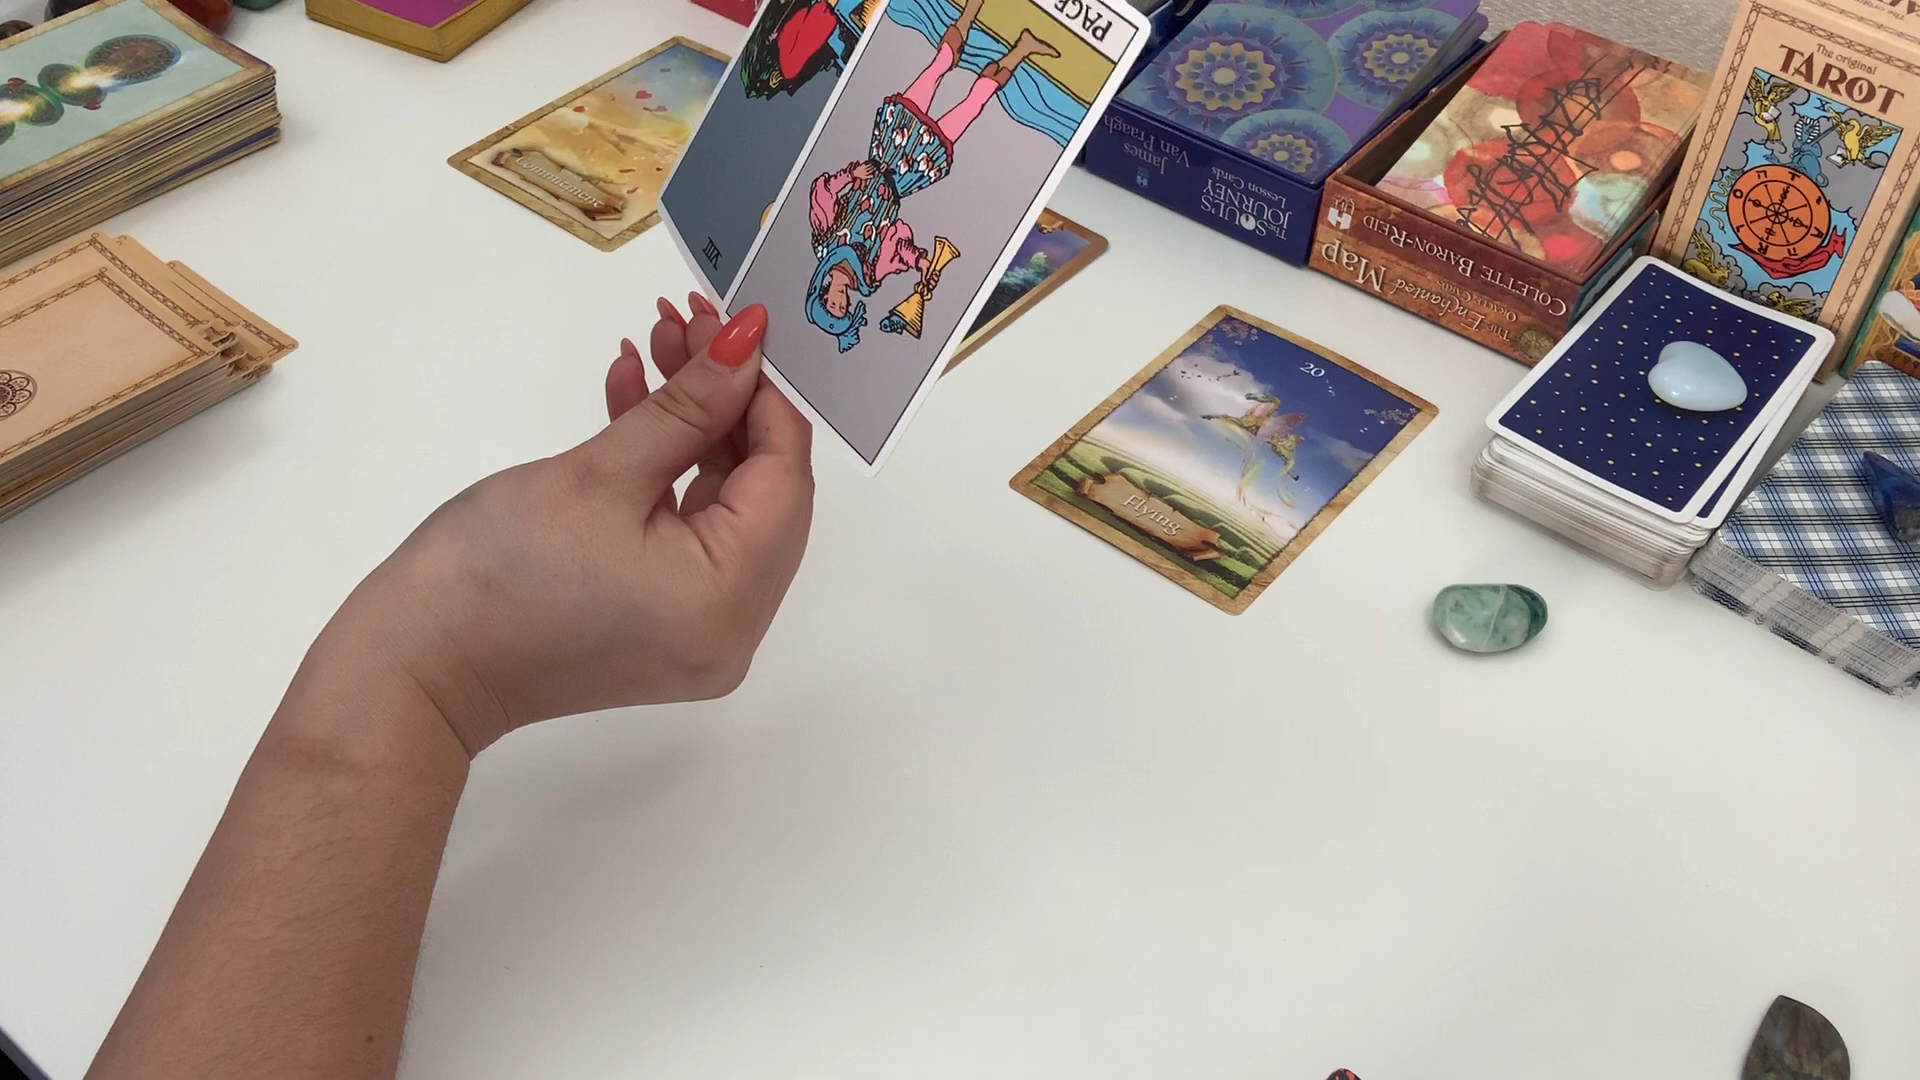 PAGE
VII
Commitment
20
Flying
James
Van Praagh
The
SOUL'S
JOURNEY
Lesson Cards
THE
Enchanted Map
ORACLE CARDS
COLETTE BARON-REID
The original
TAROT